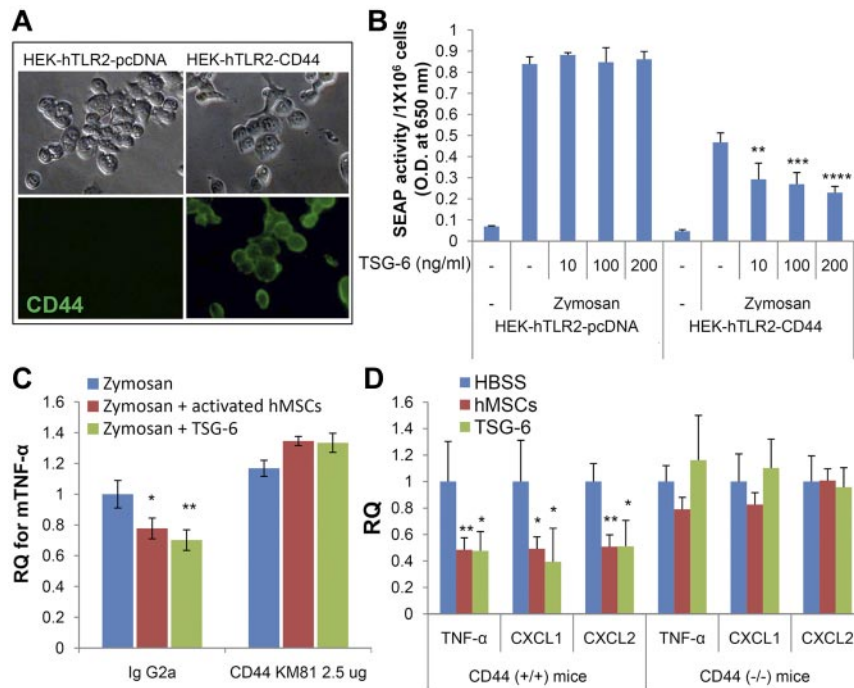 A
HEK-hTLR2-pcDNA HEK-hTLR2-CD44
CD44
B
SEAP activity /1X10⁶ cells
(O.D. at 650 nm)
1
0.9
0.8
0.7
0.6
0.5
0.4
0.3
0.2
0.1
0
** *** ****
TSG-6 (ng/ml) - - 10 100 200 - - 10 100 200
- Zymosan - Zymosan
HEK-hTLR2-pcDNA HEK-hTLR2-CD44
C
Zymosan
Zymosan + activated hMSCs
Zymosan + TSG-6
RQ for mTNF-α
1.6
1.4
1.2
1
0.8
0.6
0.4
0.2
0
* **
Ig G2a CD44 KM81 2.5 ug
D
HBSS
hMSCs
TSG-6
RQ
1.6
1.4
1.2
1
0.8
0.6
0.4
0.2
0
** * * * ** *
TNF-α CXCL1 CXCL2 TNF-α CXCL1 CXCL2
CD44 (+/+) mice CD44 (-/-) mice